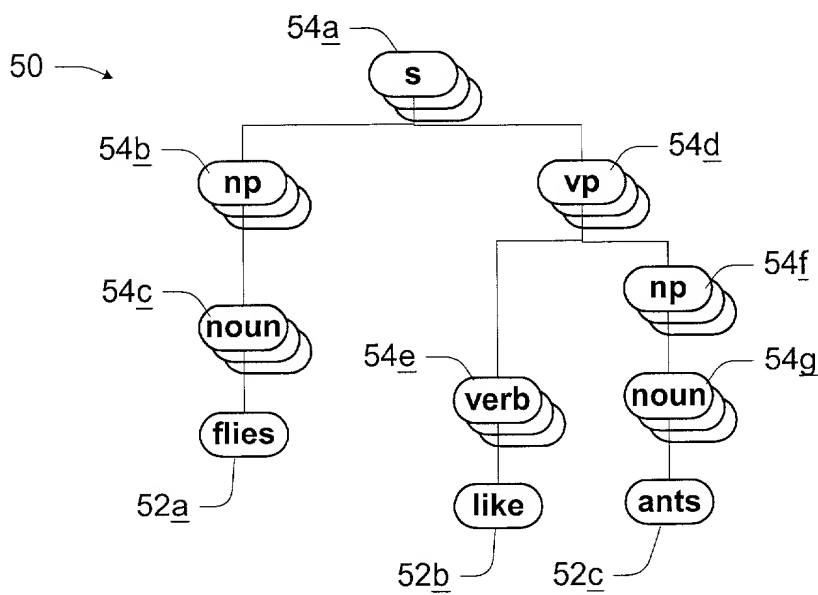 54a
50
s
54b
54d
np
vp
54f
54c
np
noun
54e
54g
verb
noun
flies
52a
like
ants
52b
52c